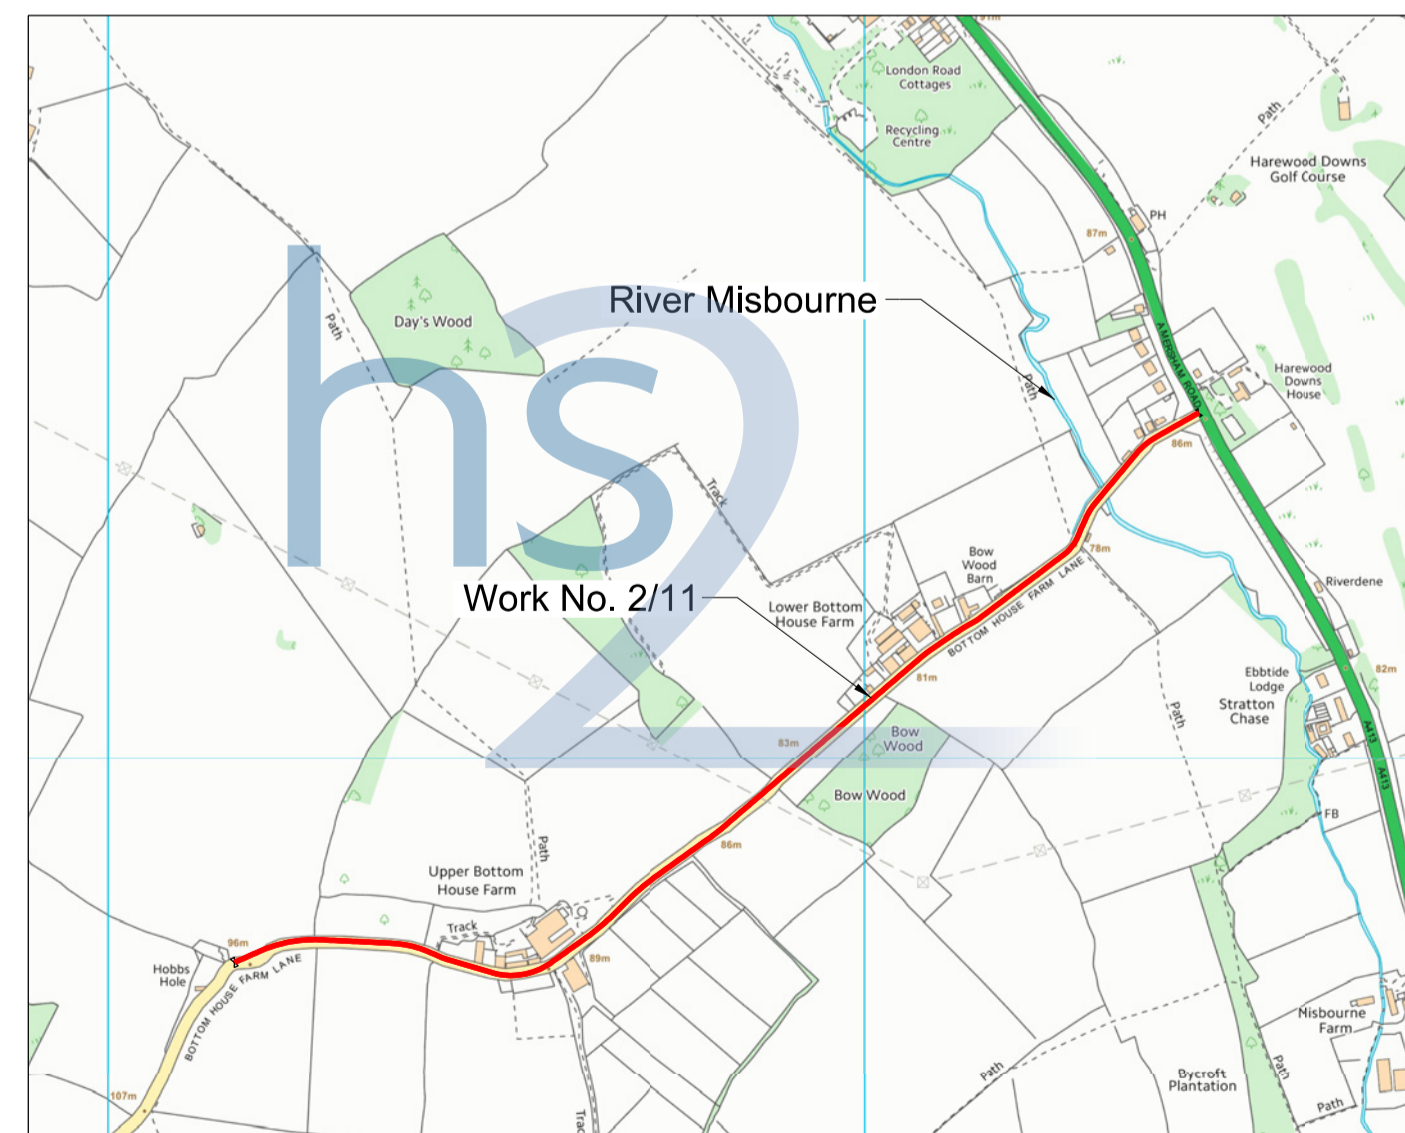 91m
London Road
Cottages
Recycling
Centre
Path
Harewood Downs
Golf Course
PH
87m
River Misbourne
Path
Day's Wood
AMERSHAM ROAD
Path
Harewood
Downs
House
86m
Track
hs2
78m
Bow
Wood
Barn
Work No. 2/11
Lower Bottom
House Farm
BOTTOM HOUSE FARM LANE
Riverdene
81m
Ebbtide
Lodge
82m
Stratton
Chase
Path
A413
A413
83m
Bow
Wood
Bow Wood
FB
86m
Path
Upper Bottom
House Farm
Track
96m
89m
Hobbs
Hole
BOTTOM HOUSE FARM LANE
Misbourne
Farm
Path
Path
Bycroft
Plantation
107m
Path
Trac